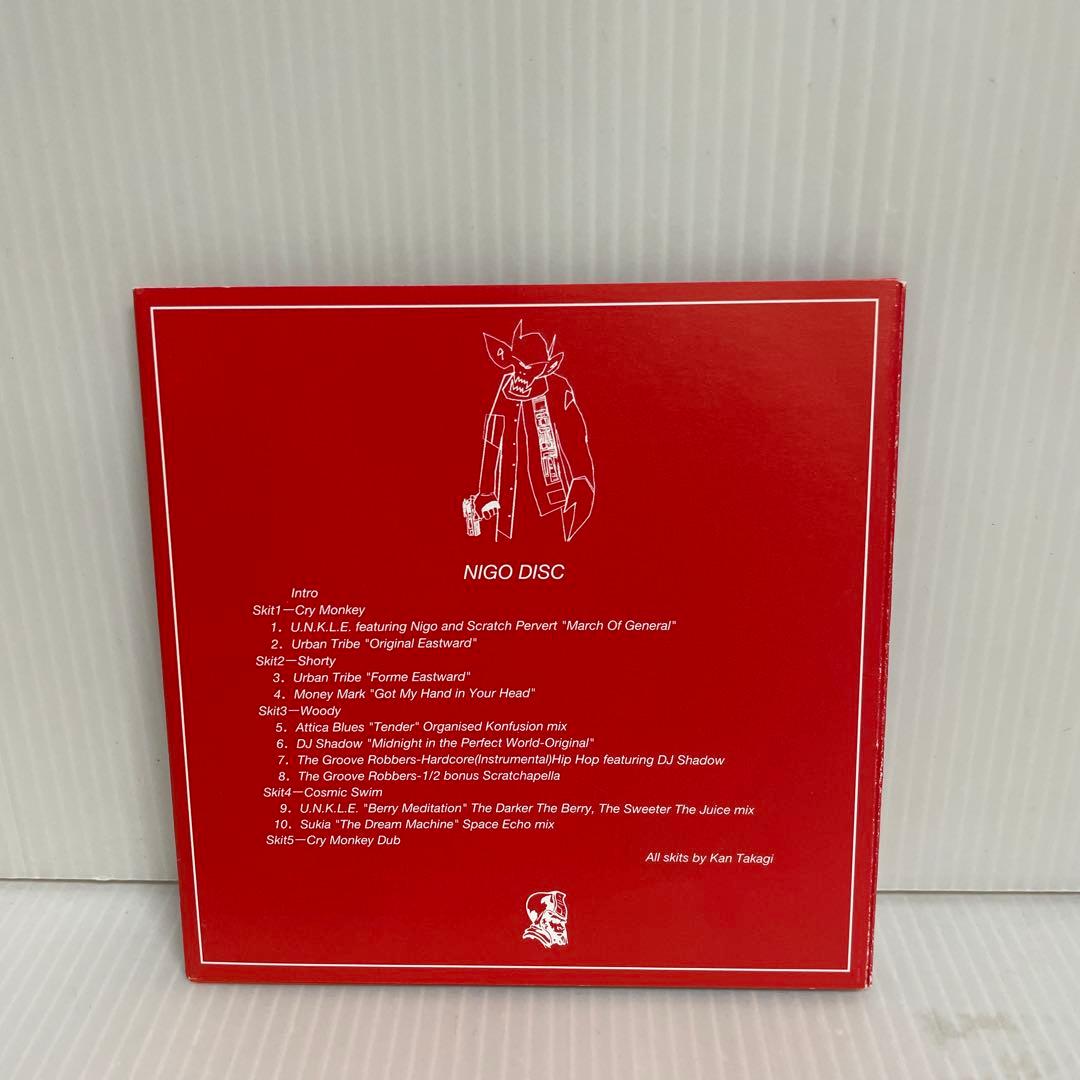 9
NIGO DISC
Intro
Skit1—Cry Monkey
1. U.N.K.L.E. featuring Nigo and Scratch Pervert "March Of General"
2. Urban Tribe "Original Eastward"
Skit2—Shorty
3. Urban Tribe "Forme Eastward"
4. Money Mark "Got My Hand in Your Head"
Skit3—Woody
5. Attica Blues "Tender" Organised Konfusion mix
6. DJ Shadow "Midnight in the Perfect World-Original"
7. The Groove Robbers-Hardcore(Instrumental)Hip Hop featuring DJ Shadow
8. The Groove Robbers-1/2 bonus Scratchapella
Skit4—Cosmic Swim
9. U.N.K.L.E. "Berry Meditation" The Darker The Berry, The Sweeter The Juice mix
10. Sukia "The Dream Machine" Space Echo mix
Skit5—Cry Monkey Dub
All skits by Kan Takagi